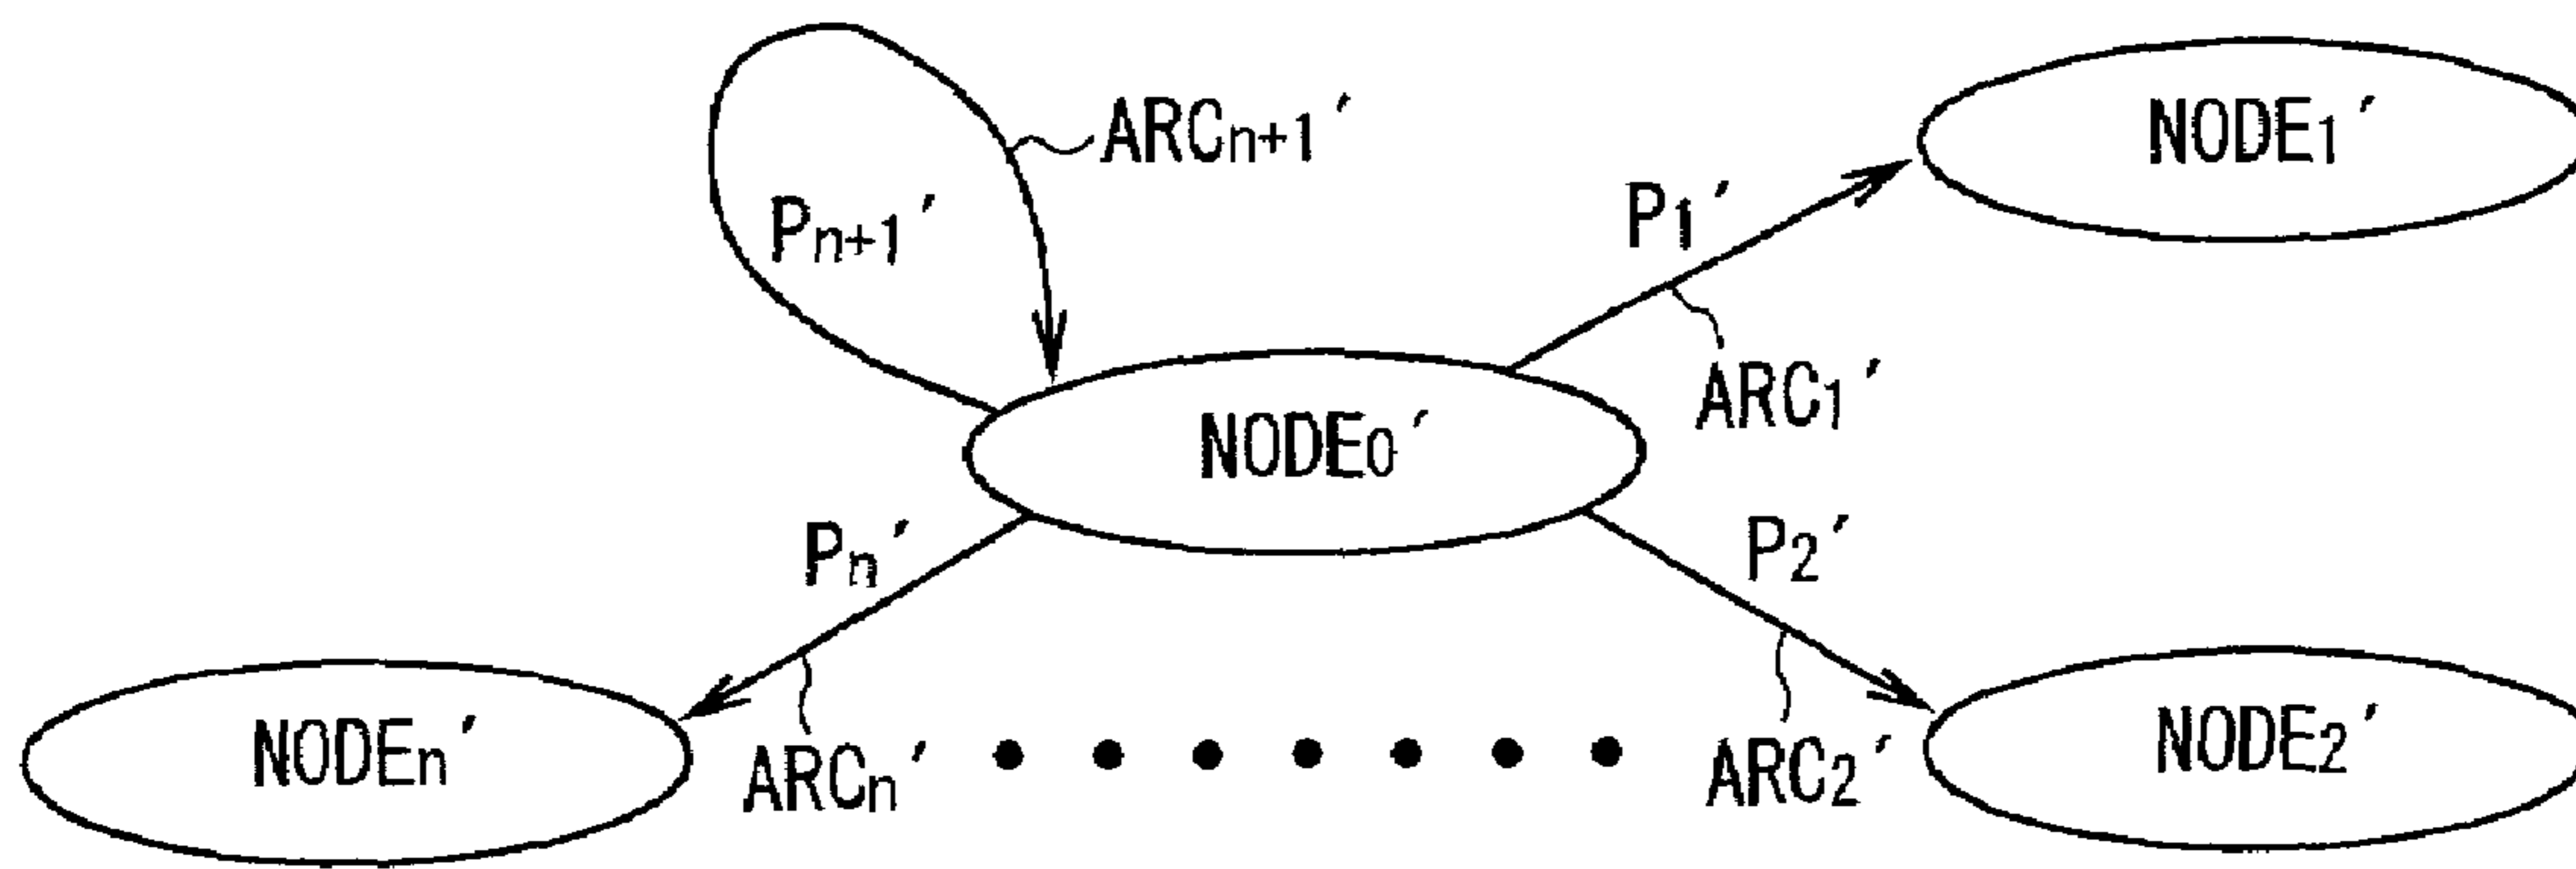 ARCn+1′
NODE1′
Pn+1′
P1′
ARC1′
NODE0′
Pn′
P2′
NODEn′
ARCn′
ARC2′
NODE2′